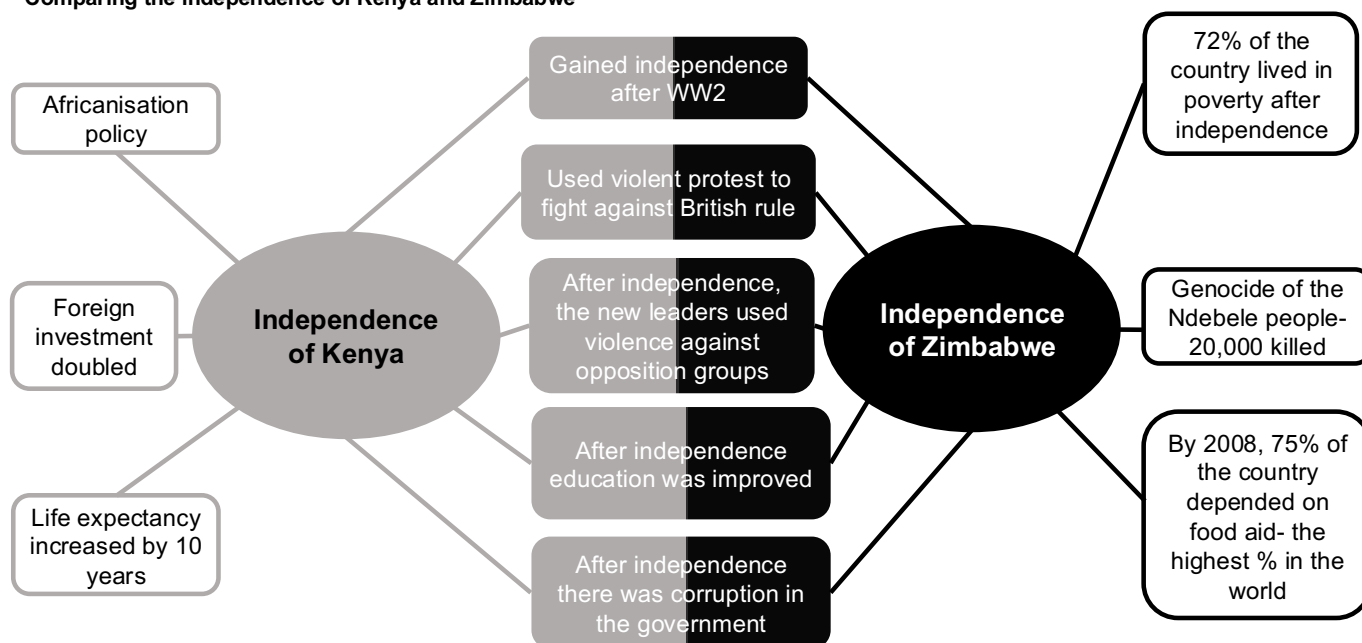 Comparing the Independence of Kenya and Zimbabwe
Africanisation
policy
Foreign
investment
doubled
Life expectancy
increased by 10
years
Independence
of Kenya
Gained independence
after WW2
Used violent protest to
fight against British rule
After independence,
the new leaders used
violence against
opposition groups
After independence
education was improved
After independence
there was corruption in
the government
Independence
of Zimbabwe
72% of the
country lived in
poverty after
independence
Genocide of the
Ndebele people-
20,000 killed
By 2008, 75% of
the country
depended on
food aid- the
highest % in the
world